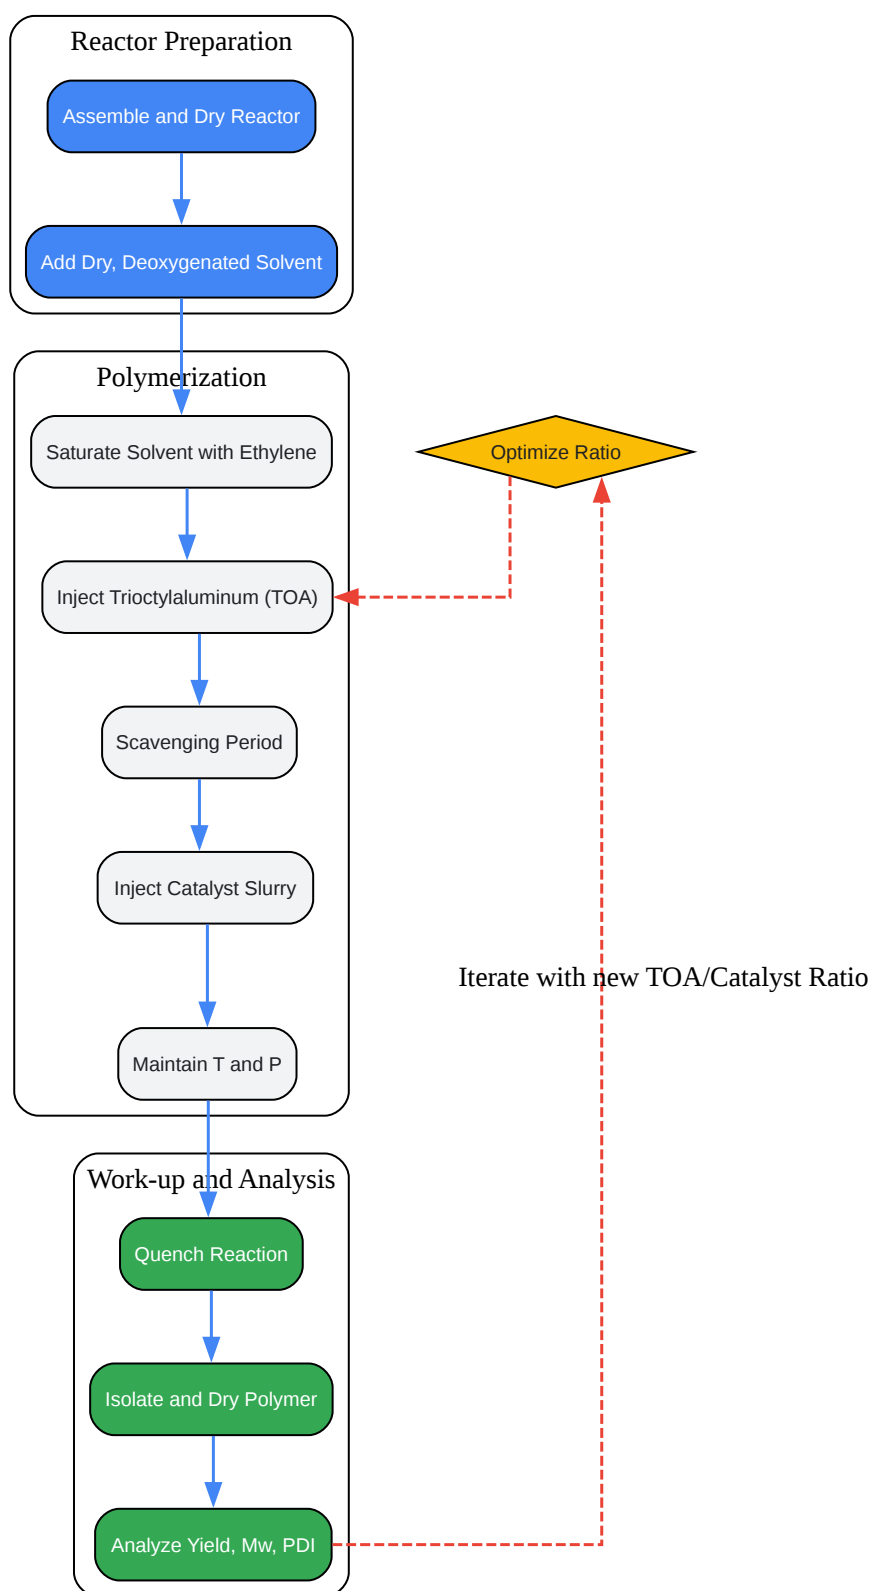 Reactor Preparation
Assemble and Dry Reactor
Add Dry, Deoxygenated Solvent
Polymerization
Saturate Solvent with Ethylene
Optimize Ratio
Inject Trioctylaluminum (TOA)
Scavenging Period
Inject Catalyst Slurry
Iterate with new TOA/Catalyst Ratio
Maintain T and P
Work-up and Analysis
Quench Reaction
Isolate and Dry Polymer
Analyze Yield, Mw, PDI